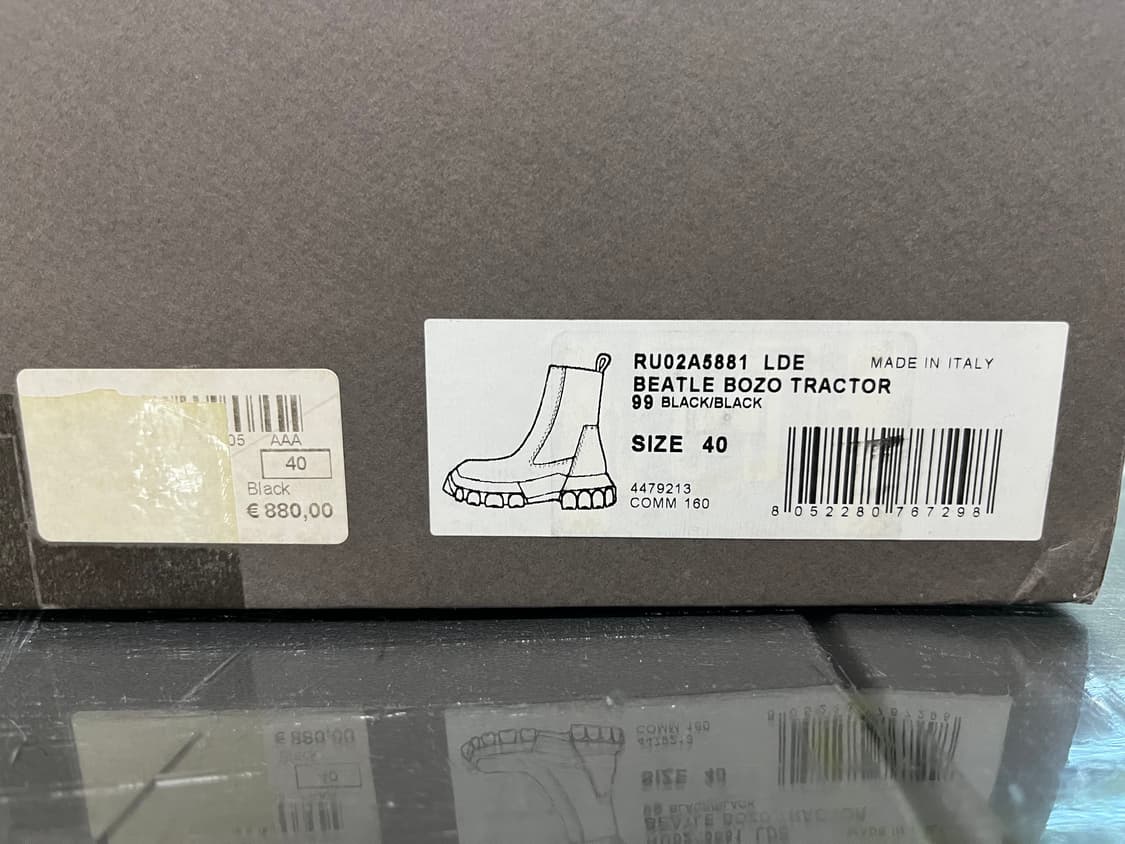 05 AAA
40
Black
€ 880,00
RU02A5881 LDE
MADE IN ITALY
BEATLE BOZO TRACTOR
99 BLACK/BLACK
SIZE 40
4479213
COMM 160
8 052280 767298